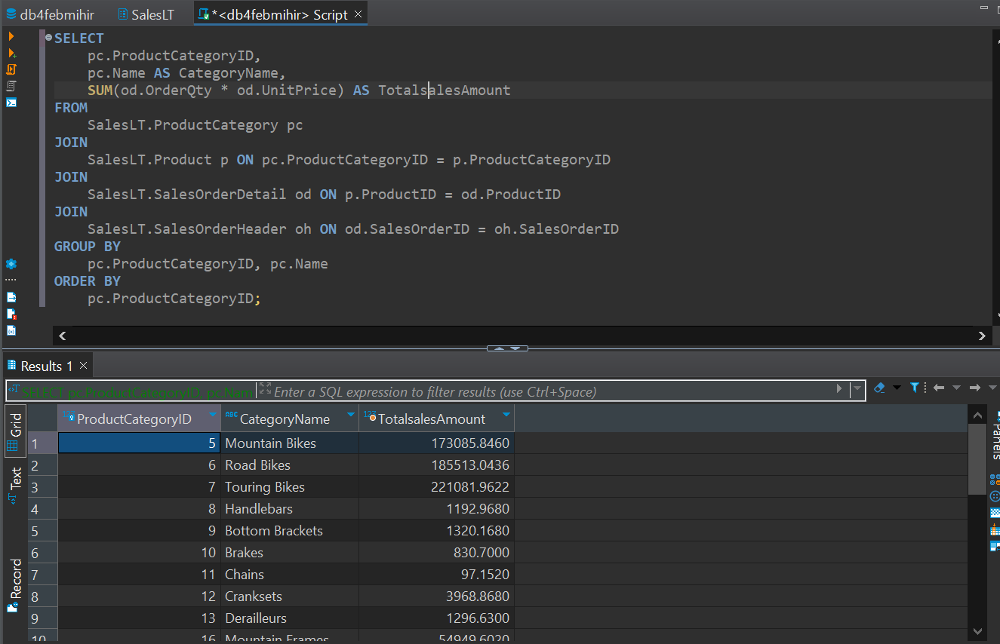 db4febmihir SalesLT *<db4febmihir> Script
SELECT
pc.ProductCategoryID,
pc.Name AS CategoryName,
SUM(od.OrderQty * od.UnitPrice) AS TotalsalesAmount
FROM
SalesLT.ProductCategory pc
JOIN
SalesLT.Product p ON pc.ProductCategoryID = p.ProductCategoryID
JOIN
SalesLT.SalesOrderDetail od ON p.ProductID = od.ProductID
JOIN
SalesLT.SalesOrderHeader oh ON od.SalesOrderID = oh.SalesOrderID
GROUP BY
pc.ProductCategoryID, pc.Name
ORDER BY
pc.ProductCategoryID;
Results 1
SELECT pc.ProductCategoryID, pc.Nam Enter a SQL expression to filter results (use Ctrl+Space)
Grid
Text
Record
Panels
123 ProductCategoryID ABC CategoryName 123 TotalsalesAmount
1 5 Mountain Bikes 173085.8460
2 6 Road Bikes 185513.0436
3 7 Touring Bikes 221081.9622
4 8 Handlebars 1192.9680
5 9 Bottom Brackets 1320.1680
6 10 Brakes 830.7000
7 11 Chains 97.1520
8 12 Cranksets 3968.8680
9 13 Derailleurs 1296.6300
10 16 Mountain Frames 54949.6020